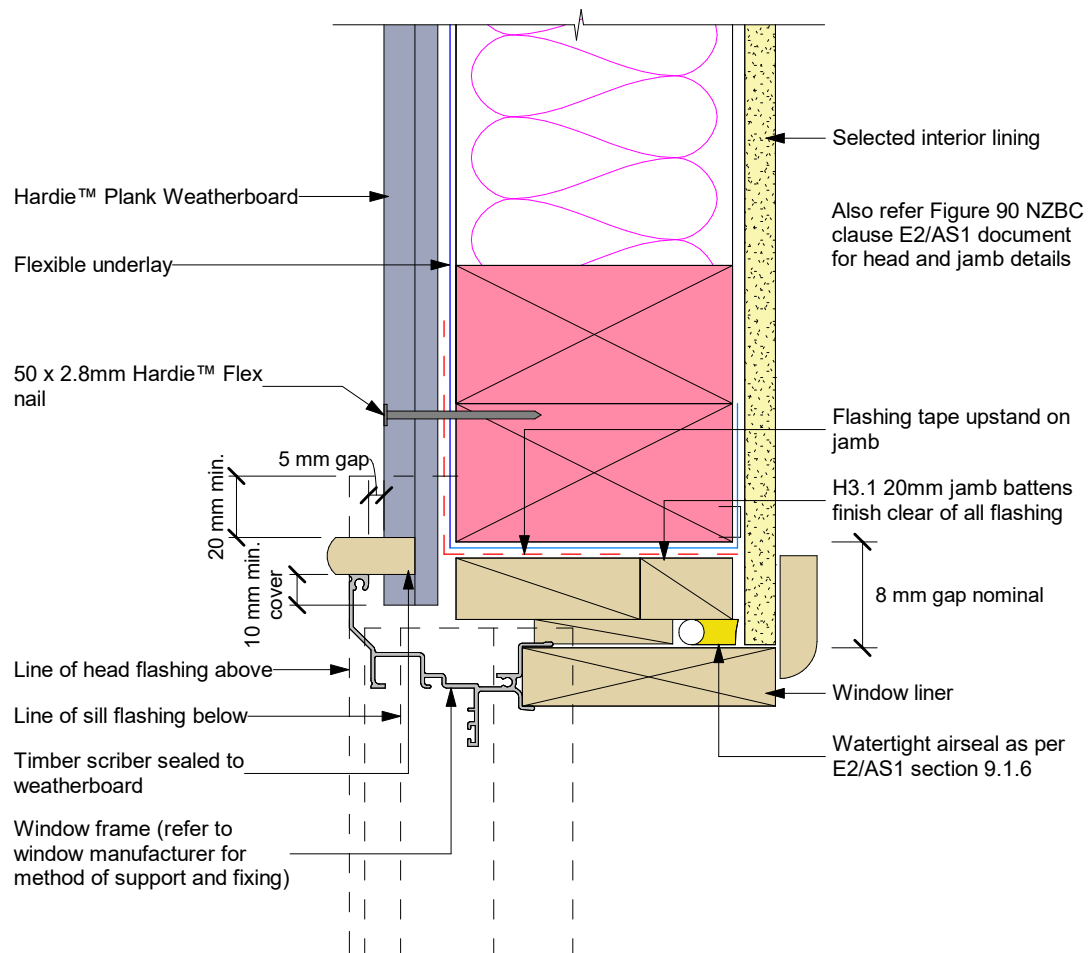 Selected interior lining
Hardie™ Plank Weatherboard
Also refer Figure 90 NZBC
clause E2/AS1 document
for head and jamb details
Flexible underlay
50 x 2.8mm Hardie™ Flex
nail
Flashing tape upstand on
jamb
5 mm gap
20 mm min.
H3.1 20mm jamb battens
finish clear of all flashing
10 mm min.
cover
8 mm gap nominal
Line of head flashing above
Window liner
Line of sill flashing below
Timber scriber sealed to
weatherboard
Watertight airseal as per
E2/AS1 section 9.1.6
Window frame (refer to
window manufacturer for
method of support and fixing)